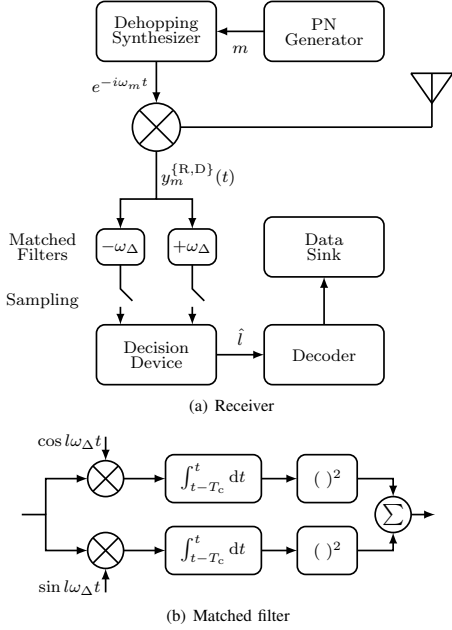 Dehopping
Synthesizer
PN
Generator
m
e^{-iω_m t}
y_m^{\{R,D\}}(t)
Matched
Filters
−ω_Δ
+ω_Δ
Data
Sink
Sampling
Decision
Device
l̂
Decoder
(a) Receiver
cos lω_Δ t
∫_{t−T_c}^{t} dt
( )^2
∑
∫_{t−T_c}^{t} dt
( )^2
sin lω_Δ t
(b) Matched filter